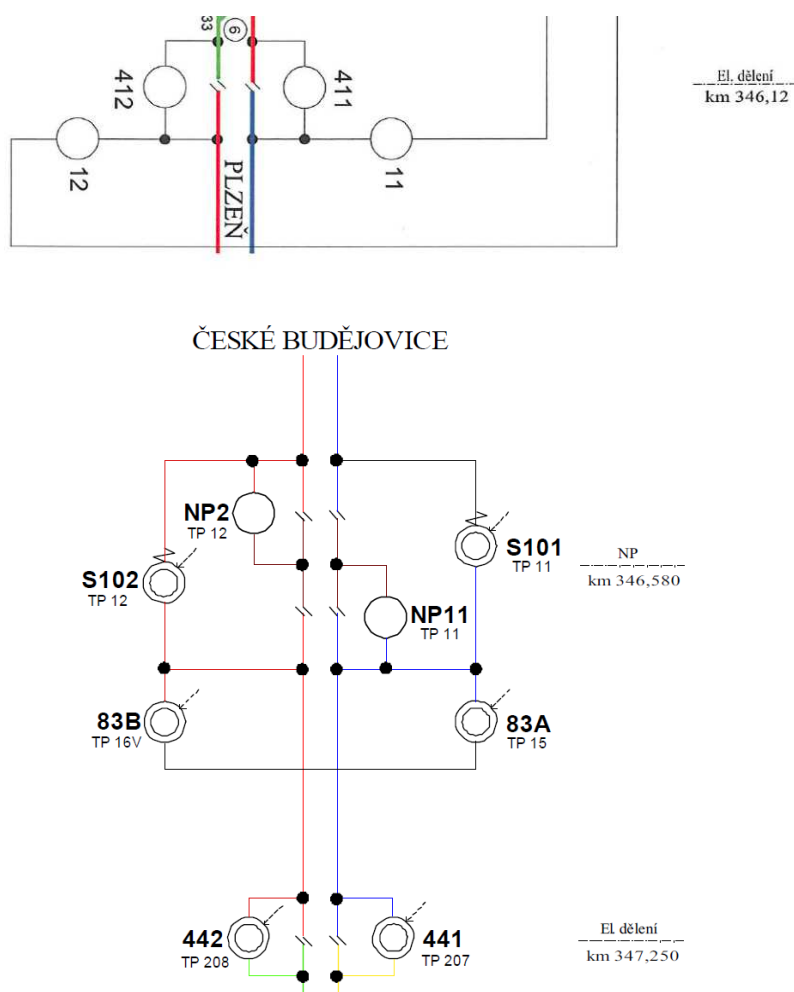 33
6
412
411
El. dělení
km 346,12
12
PLZEŇ
11
ČESKÉ BUDĚJOVICE
NP2
TP 12
S101
TP 11
NP
km 346,580
S102
TP 12
NP11
TP 11
83B
TP 16V
83A
TP 15
442
TP 208
441
TP 207
El. dělení
km 347,250